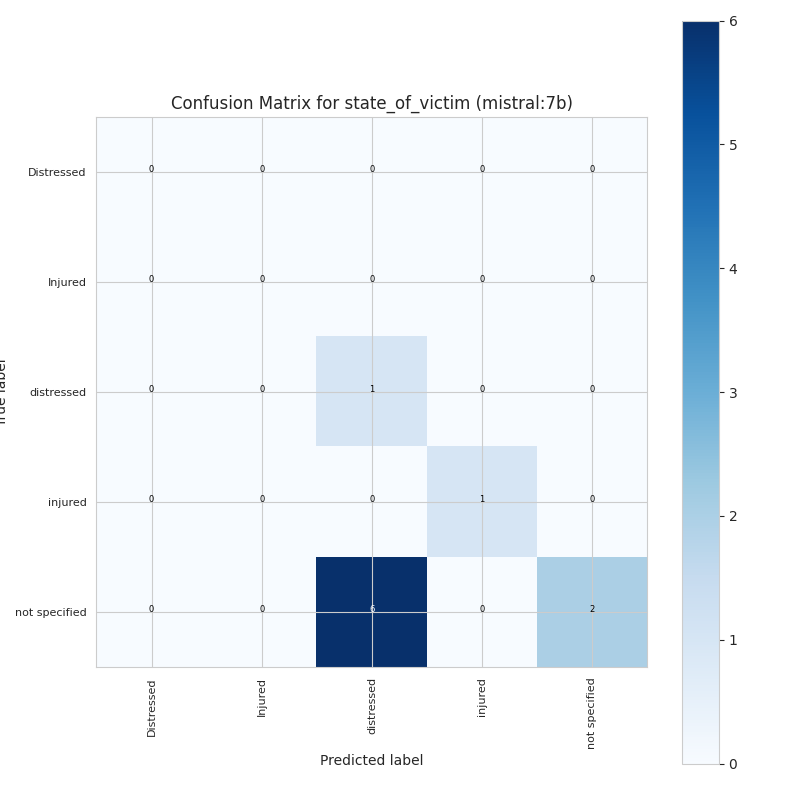 Confusion Matrix for state_of_victim (mistral:7b)
Distressed 0 0 0 0 0
Injured 0 0 0 0 0
distressed 0 0 1 0 0
injured 0 0 0 1 0
not specified 0 0 6 0 2
Distressed Injured distressed injured not specified
Predicted label
label
6
5
4
3
2
1
0